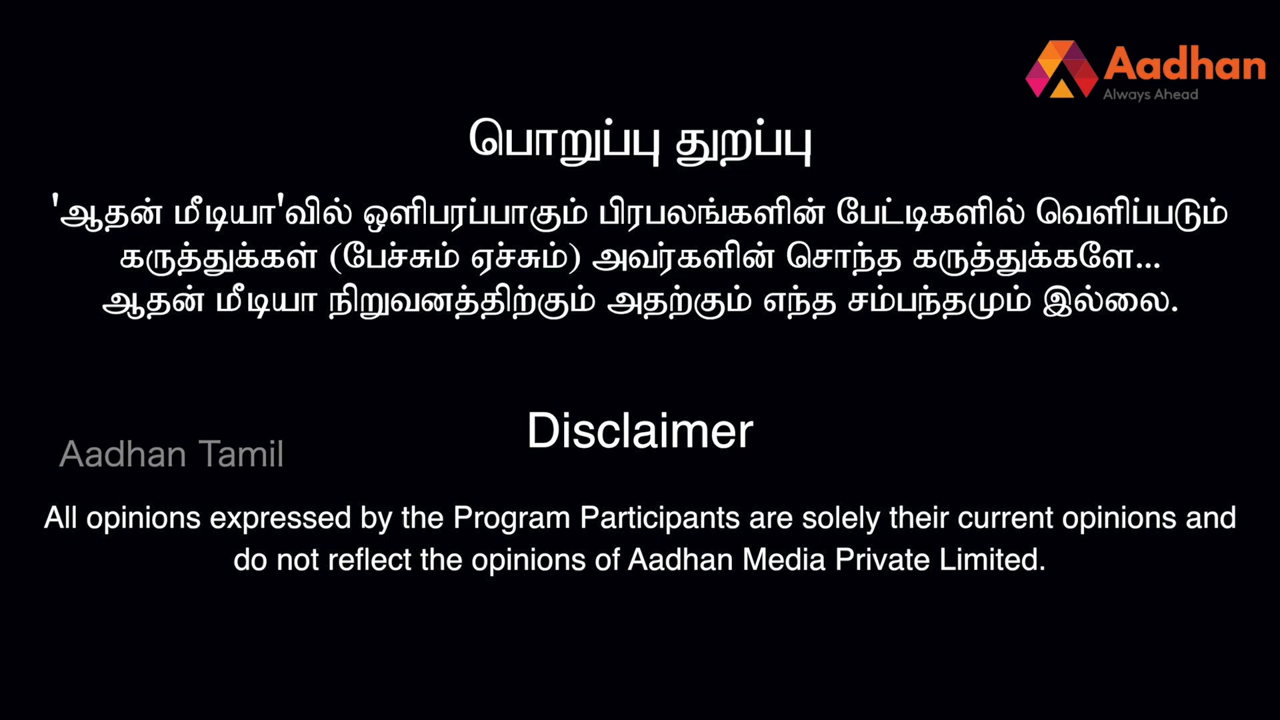 Aadhan
Always Ahead
பொறுப்பு துறப்பு
'ஆதன் மீடியா'வில் ஒளிபரப்பாகும் பிரபலங்களின் பேட்டிகளில் வெளிப்படும்
கருத்துக்கள் (பேச்சும் ஏச்சும்) அவர்களின் சொந்த கருத்துக்களே...
ஆதன் மீடியா நிறுவனத்திற்கும் அதற்கும் எந்த சம்பந்தமும் இல்லை.
Disclaimer
Aadhan Tamil
All opinions expressed by the Program Participants are solely their current opinions and
do not reflect the opinions of Aadhan Media Private Limited.